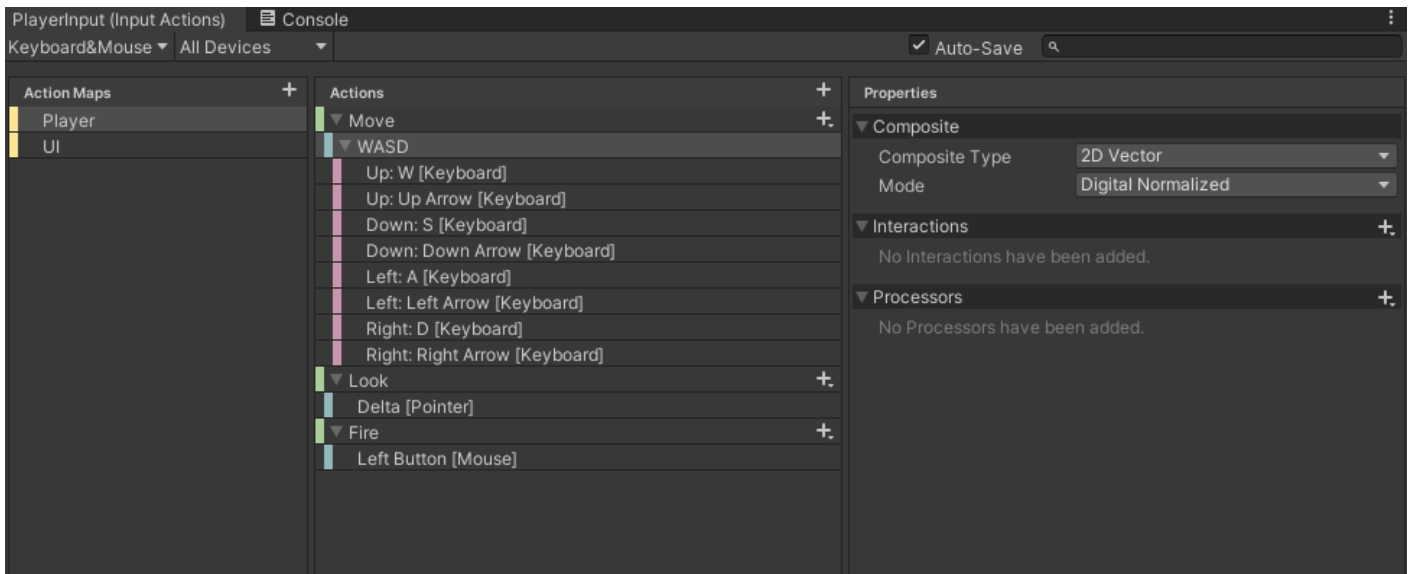 PlayerInput (Input Actions) Console
Keyboard&Mouse All Devices Auto-Save
Action Maps
Player
UI
Actions
Move
WASD
Up: W [Keyboard]
Up: Up Arrow [Keyboard]
Down: S [Keyboard]
Down: Down Arrow [Keyboard]
Left: A [Keyboard]
Left: Left Arrow [Keyboard]
Right: D [Keyboard]
Right: Right Arrow [Keyboard]
Look
Delta [Pointer]
Fire
Left Button [Mouse]
Properties
Composite
Composite Type 2D Vector
Mode Digital Normalized
Interactions
No Interactions have been added.
Processors
No Processors have been added.